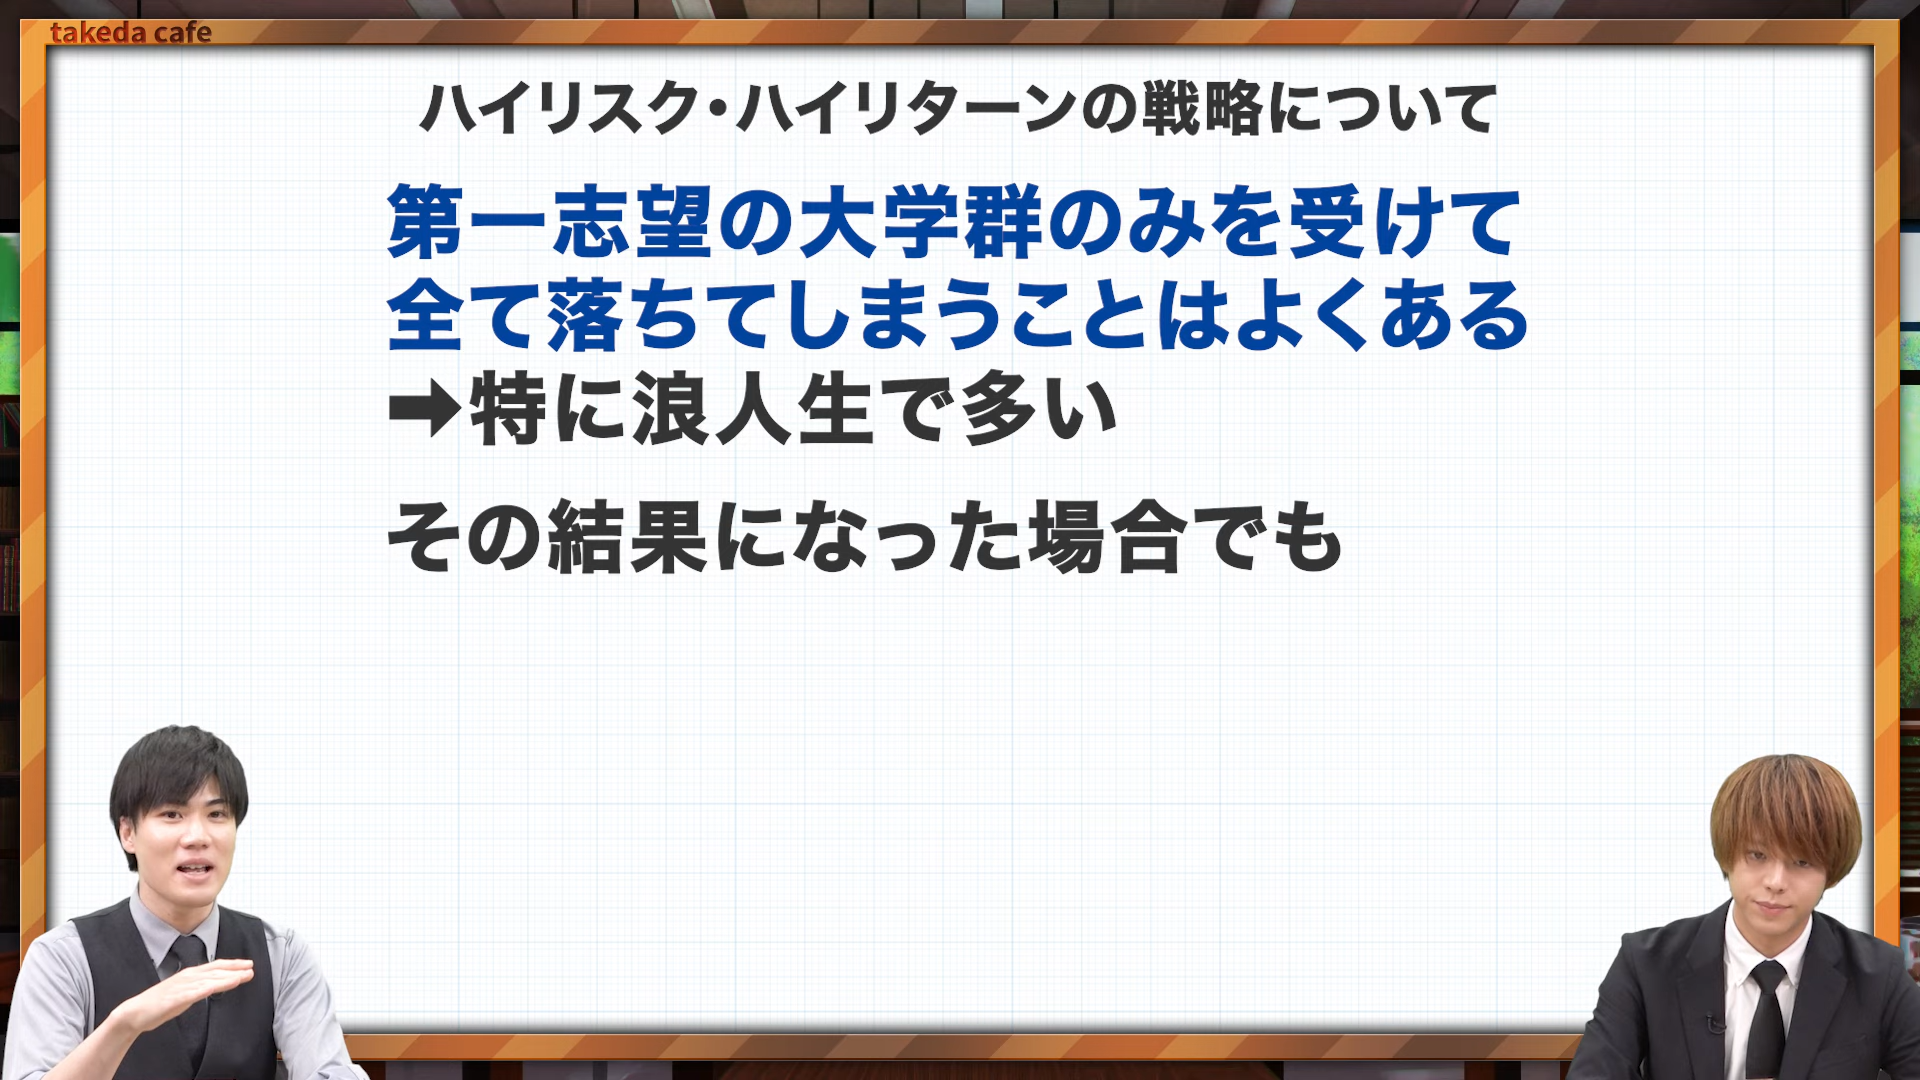 takeda cafe
ハイリスク・ハイリターンの戦略について
第一志望の大学群のみを受けて
全て落ちてしまうことはよくある
➡特に浪人生で多い
その結果になった場合でも